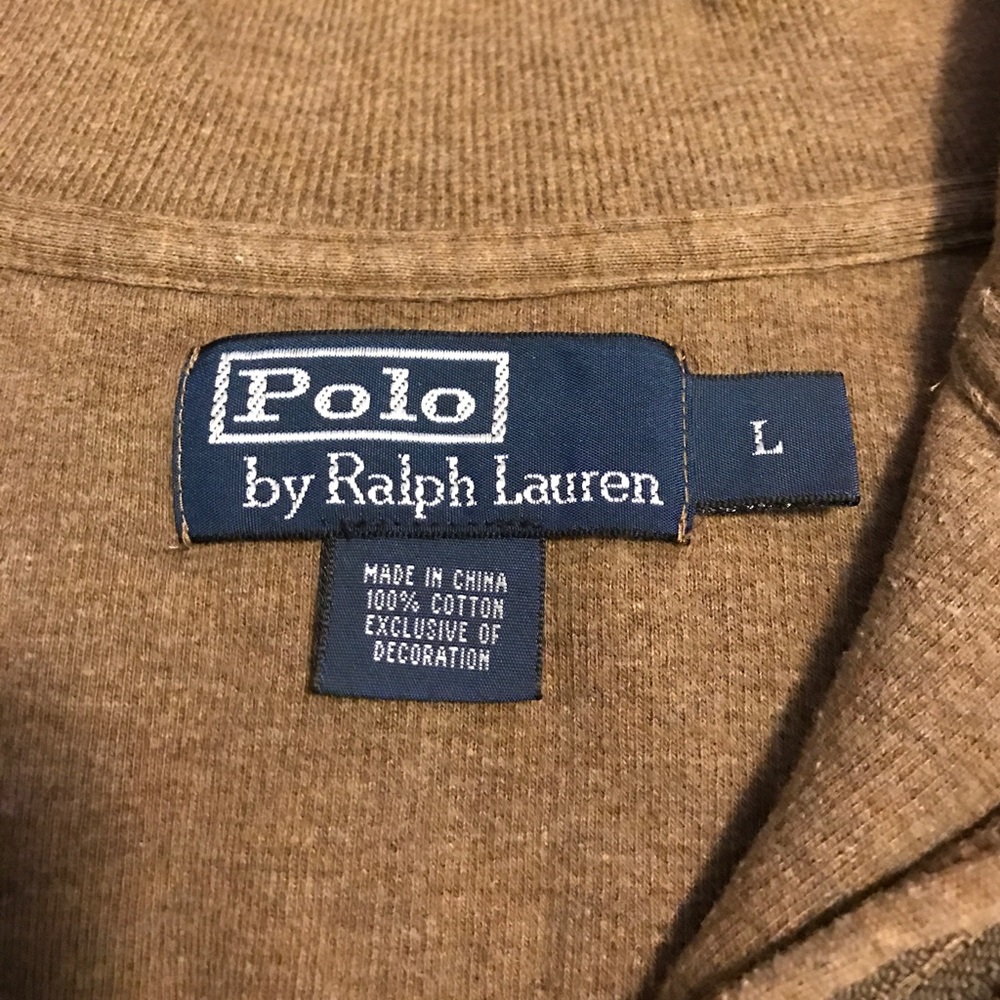 Polo
by Ralph Lauren
L
MADE IN CHINA
100% COTTON
EXCLUSIVE OF
DECORATION